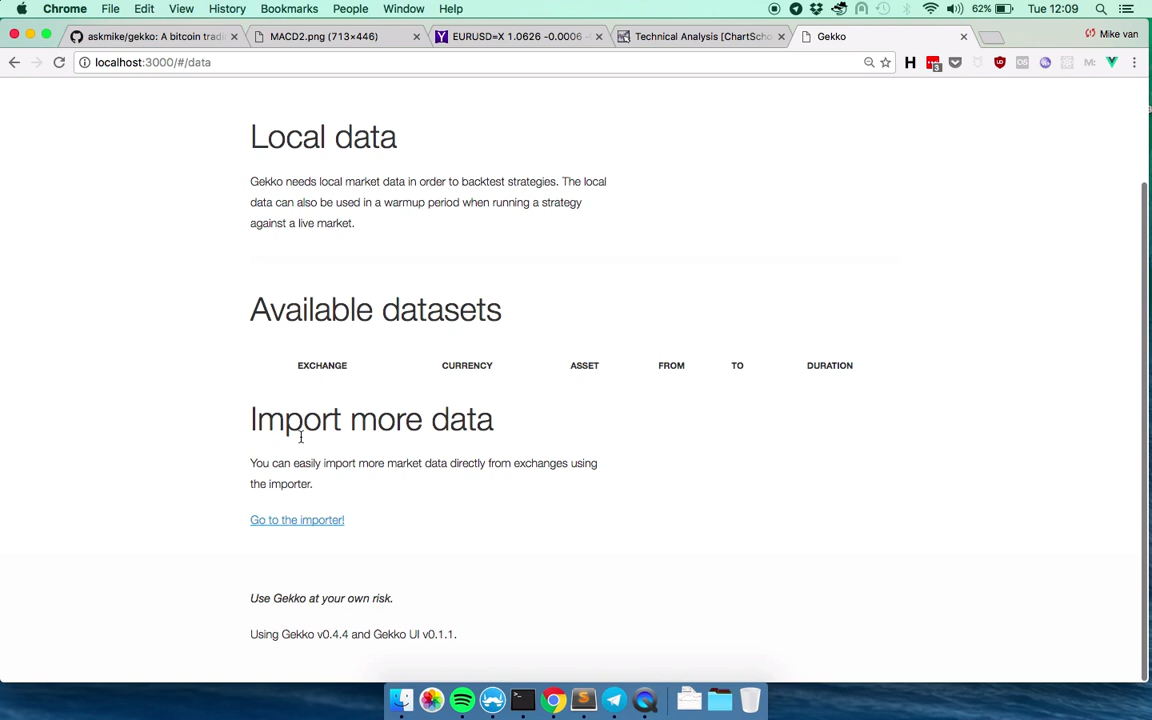 Chrome File Edit View History Bookmarks People Window Help 62% Tue 12:09
askmike/gekko: A bitcoin tradi MACD2.png (713×446) EURUSD=X 1.0626 -0.0006 Technical Analysis [ChartScho Gekko Mike van
localhost:3000/#/data
Local data
Gekko needs local market data in order to backtest strategies. The local
data can also be used in a warmup period when running a strategy
against a live market.
Available datasets
EXCHANGE CURRENCY ASSET FROM TO DURATION
Import more data
You can easily import more market data directly from exchanges using
the importer.
Go to the importer!
Use Gekko at your own risk.
Using Gekko v0.4.4 and Gekko UI v0.1.1.